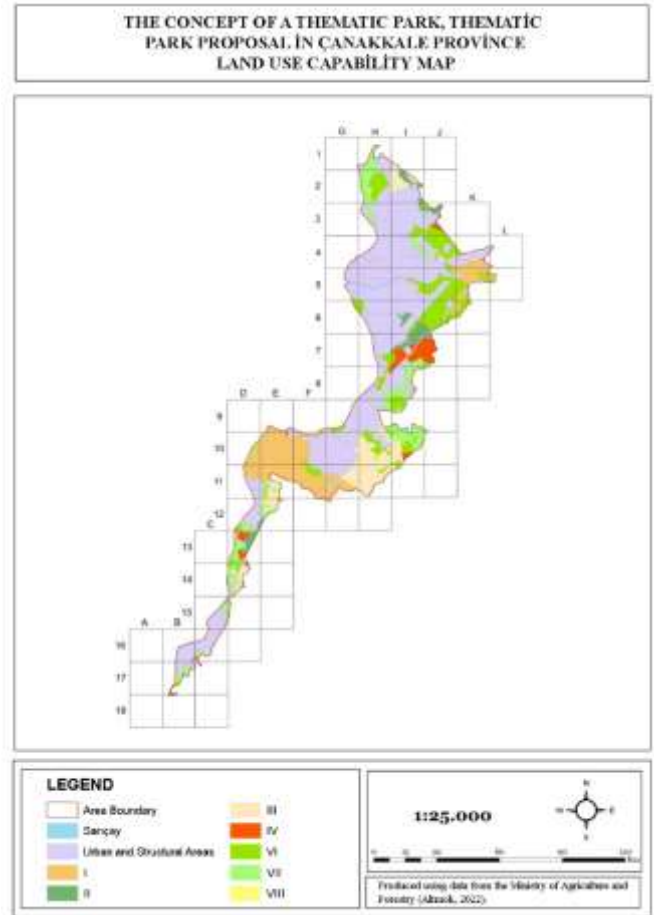 THE CONCEPT OF A THEMATIC PARK, THEMATİC
PARK PROPOSAL İN ÇANAKKALE PROVİNCE
LAND USE CAPABİLİTY MAP
G H I J
1
2
K
3
L
4
5
6
7
8
D E F
9
10
11
12
C
13
14
15
A B
16
17
18
LEGEND
Area Boundary
Sarıçay
Urban and Structural Areas
I
II
III
IV
VI
VII
VIII
1:25.000
N
W E
S
Produced using data from the Ministry of Agriculture and
Forestry 2022).